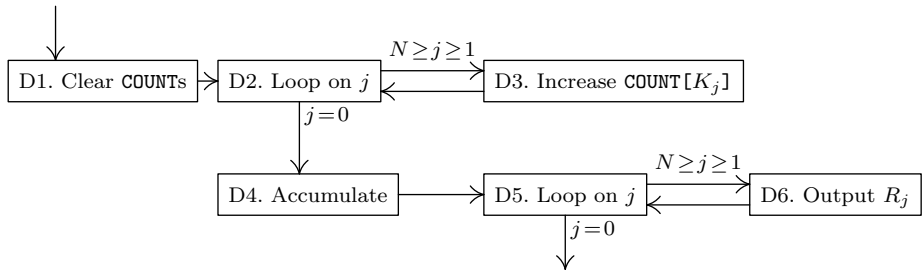 N ≥ j ≥ 1
D1. Clear COUNTs
D2. Loop on j
D3. Increase COUNT[K_j]
j = 0
N ≥ j ≥ 1
D4. Accumulate
D5. Loop on j
D6. Output R_j
j = 0